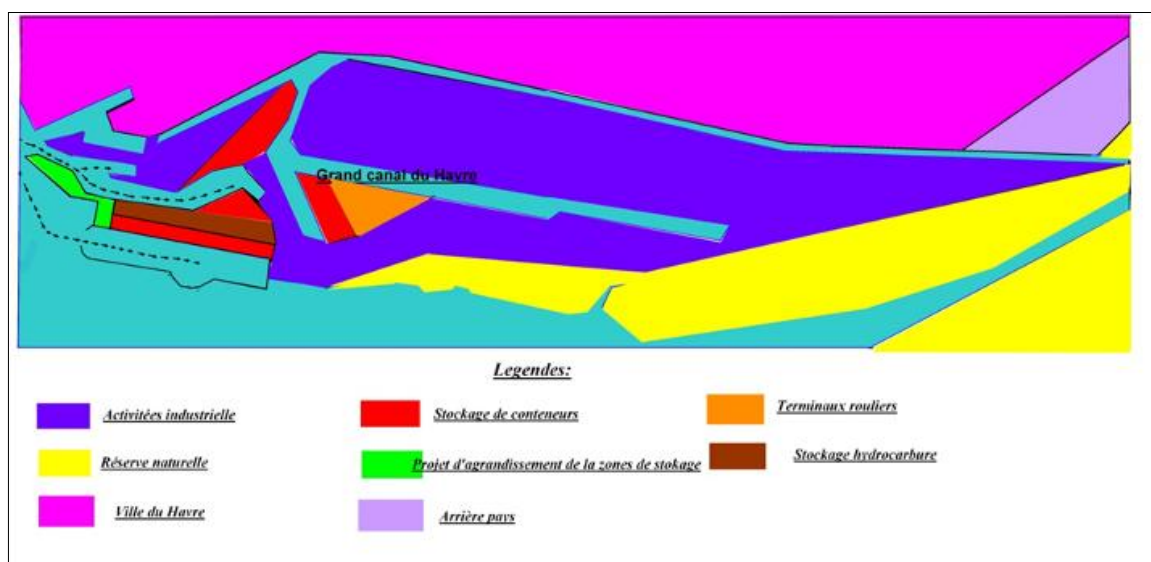 Grand canal du Havre
Legendes:
Activitées industrielle
Stockage de conteneurs
Terminaux rouliers
Réserve naturelle
Projet d'agrandissement de la zones de stokage
Stockage hydrocarbure
Ville du Havre
Arrière pays